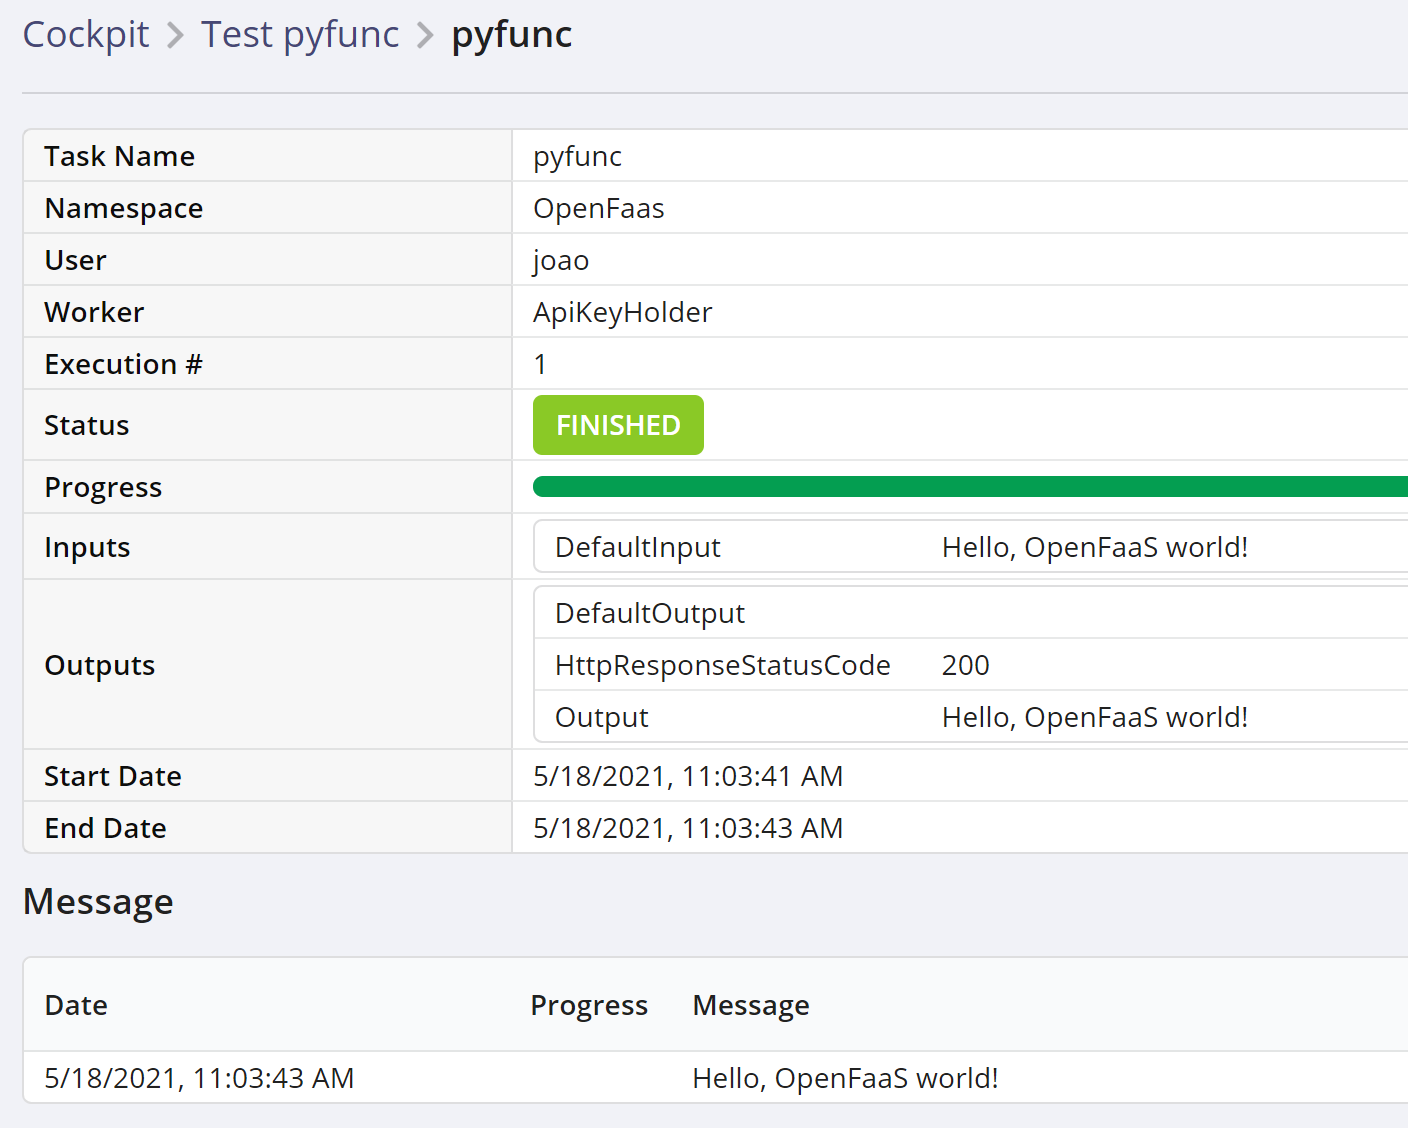 Cockpit > Test pyfunc > pyfunc
Task Name pyfunc
Namespace OpenFaas
User joao
Worker ApiKeyHolder
Execution # 1
Status FINISHED
Progress
Inputs DefaultInput Hello, OpenFaaS world!
DefaultOutput
Outputs HttpResponseStatusCode 200
Output Hello, OpenFaaS world!
Start Date 5/18/2021, 11:03:41 AM
End Date 5/18/2021, 11:03:43 AM
Message
Date Progress Message
5/18/2021, 11:03:43 AM Hello, OpenFaaS world!